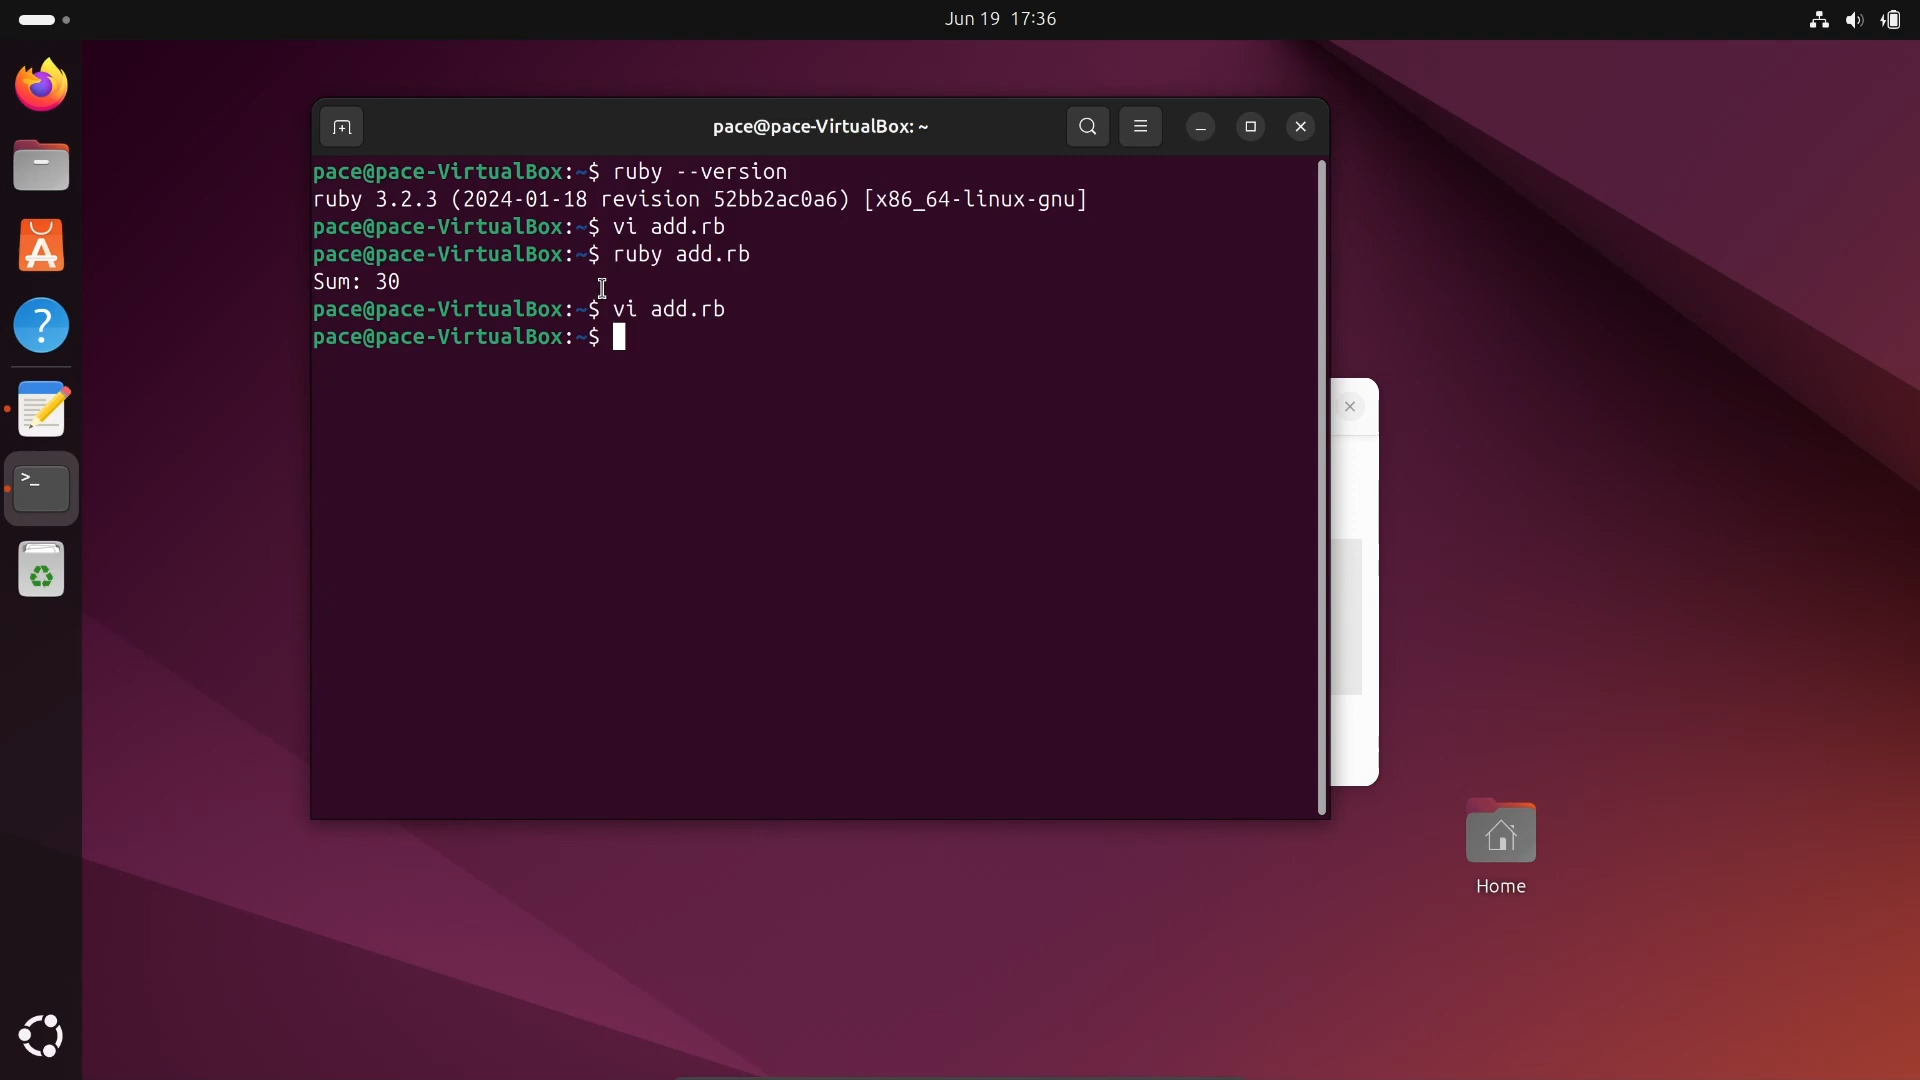 Jun 19 17:36
pace@pace-VirtualBox: ~
pace@pace-VirtualBox:~$ ruby --version
ruby 3.2.3 (2024-01-18 revision 52bb2ac0a6) [x86_64-linux-gnu]
pace@pace-VirtualBox:~$ vi add.rb
pace@pace-VirtualBox:~$ ruby add.rb
Sum: 30
pace@pace-VirtualBox:~$ vi add.rb
pace@pace-VirtualBox:~$
Home